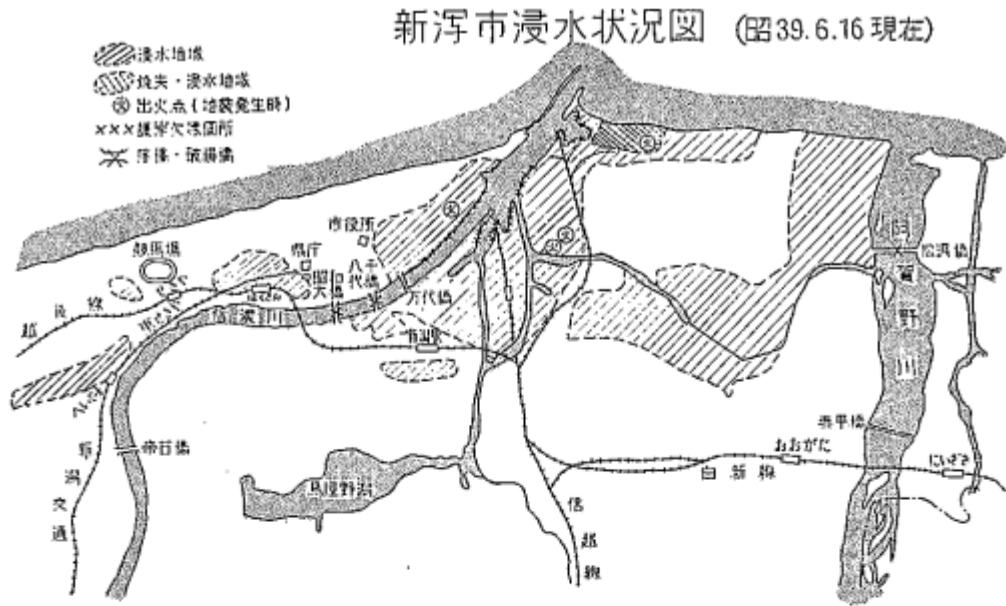 新潟市浸水状況図 (昭39.6.16現在)
浸水地域
焼失・浸水地域
火 出火点(地震発生時)
××× 護岸欠壊箇所
落橋・破損橋
火
火
火
火
市役所
競馬場
県庁
昭大橋
八千代橋
万代橋
越後線
信濃川
阿賀野川
松浜橋
泰平橋
帝石橋
新潟交通
鳥屋野潟
おおがた
にいざき
白新線
信越線